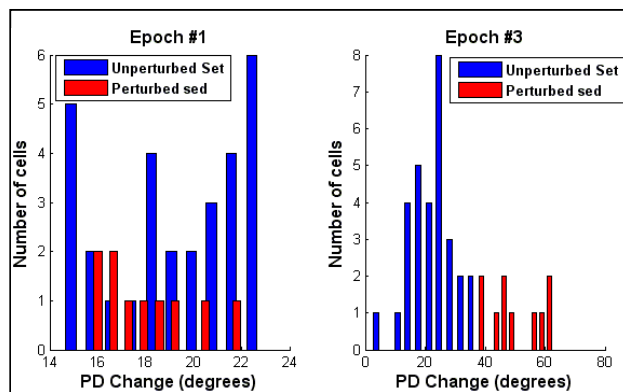 Epoch #1
Unperturbed Set
Perturbed sed
Number of cells
6
5
4
3
2
1
0
14 16 18 20 22 24
PD Change (degrees)
Epoch #3
Unperturbed Set
Perturbed sed
Number of cells
8
7
6
5
4
3
2
1
0
0 20 40 60 80
PD Change (degrees)